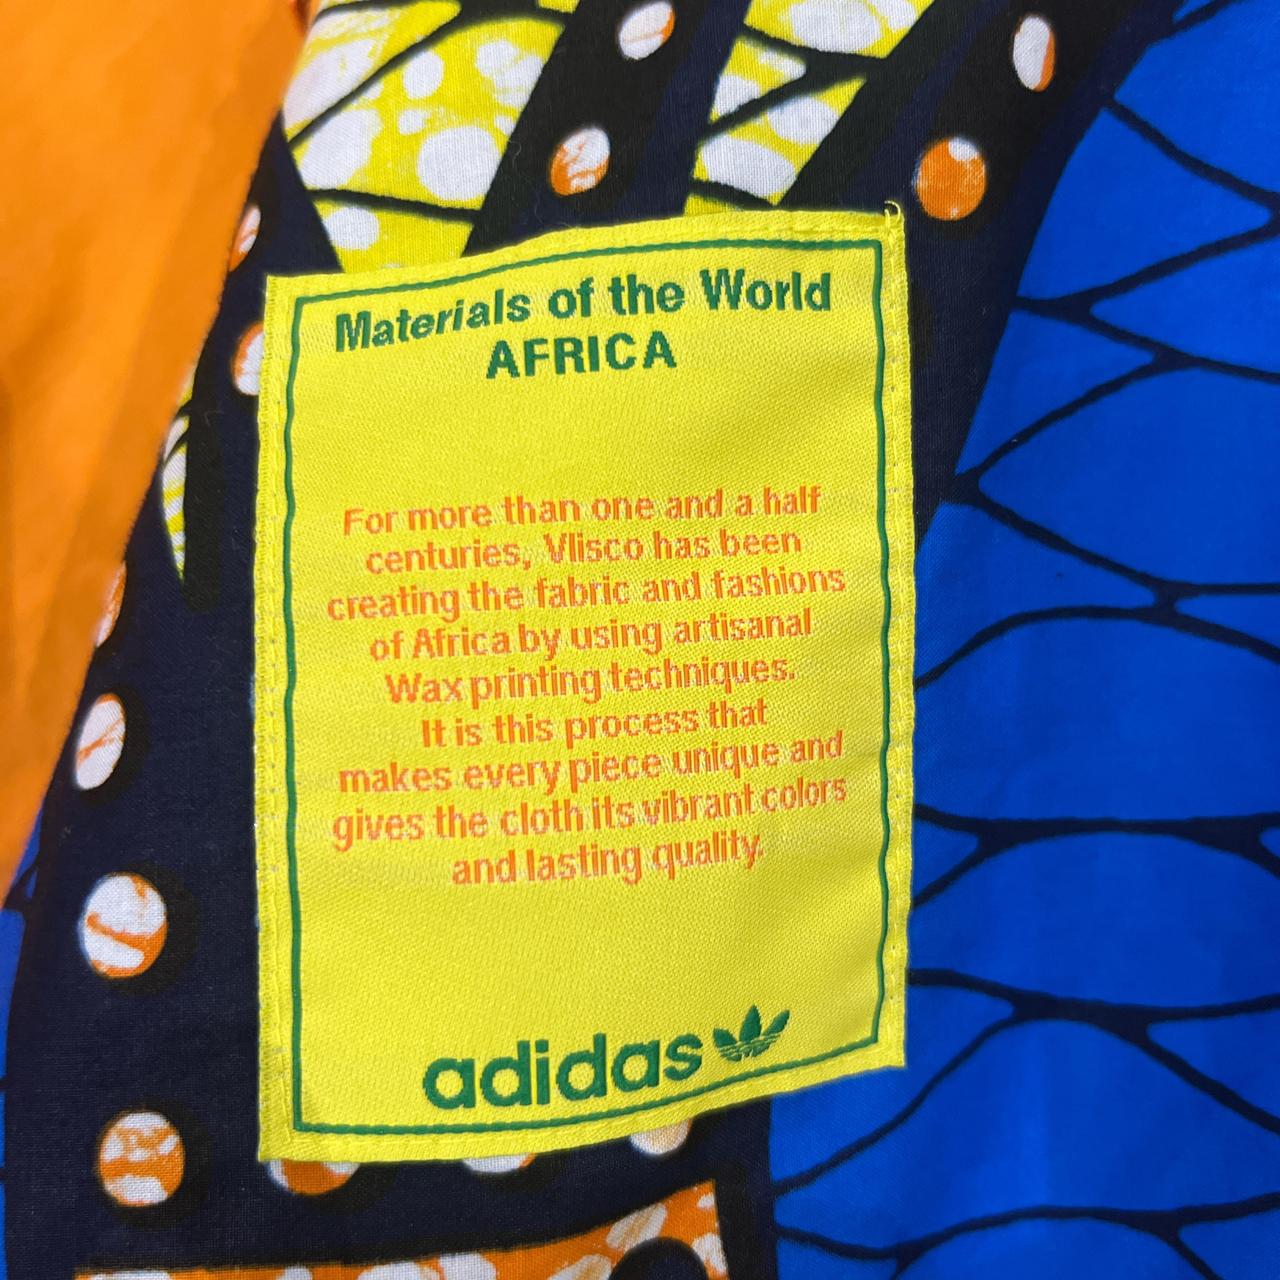 Materials of the World
AFRICA
For more than one and a half
centuries, Vlisco has been
creating the fabric and fashions
of Africa by using artisanal
Wax printing techniques.
It is this process that
makes every piece unique and
gives the cloth its vibrant colors
and lasting quality.
adidas